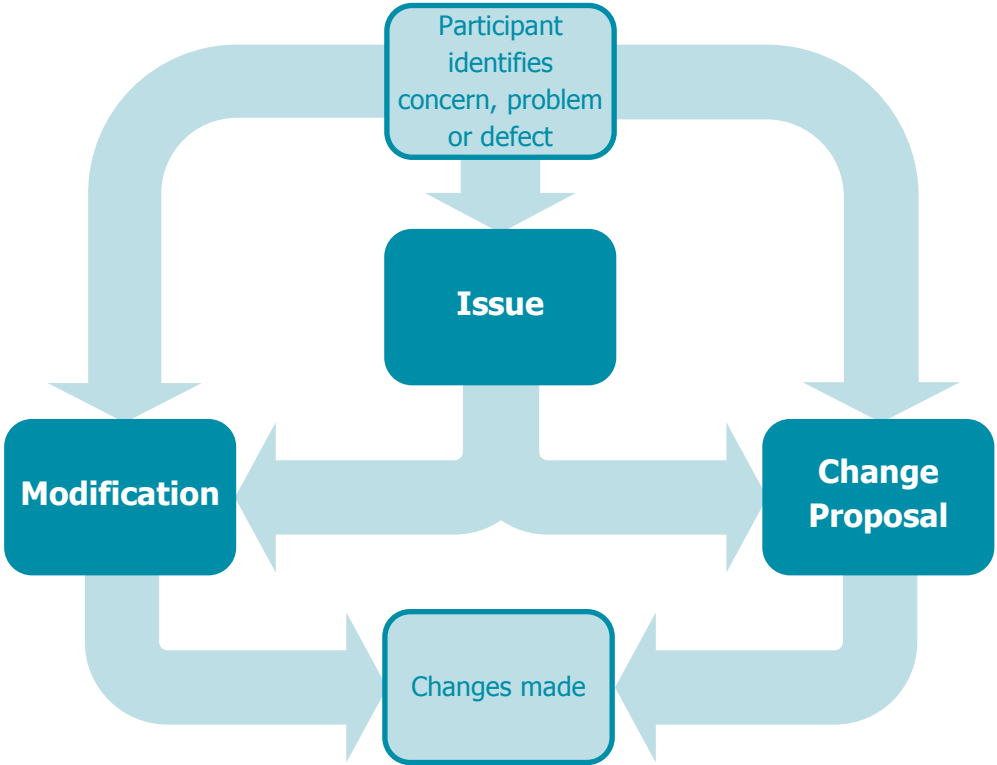 Participant
identifies
concern, problem
or defect
Issue
Modification
Change
Proposal
Changes made